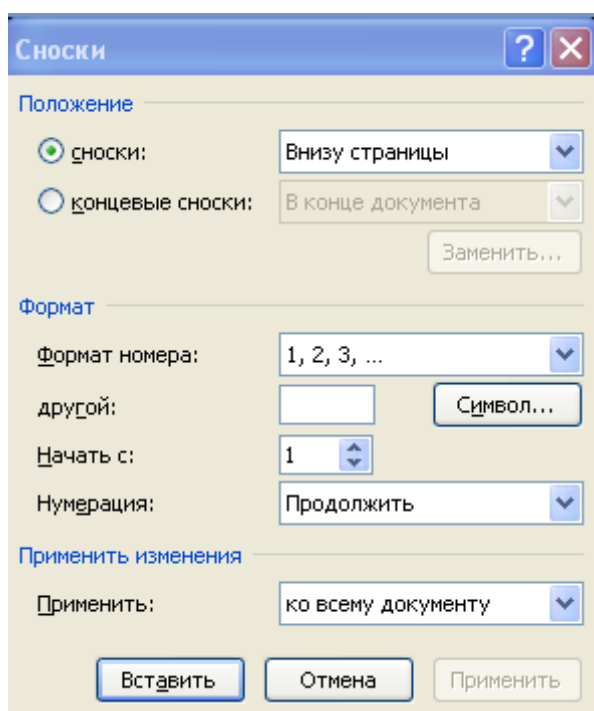 Сноски
Положение
сноски: Внизу страницы
концевые сноски: В конце документа
Заменить...
Формат
Формат номера: 1, 2, 3, ...
другой: Символ...
Начать с: 1
Нумерация: Продолжить
Применить изменения
Применить: ко всему документу
Вставить Отмена Применить